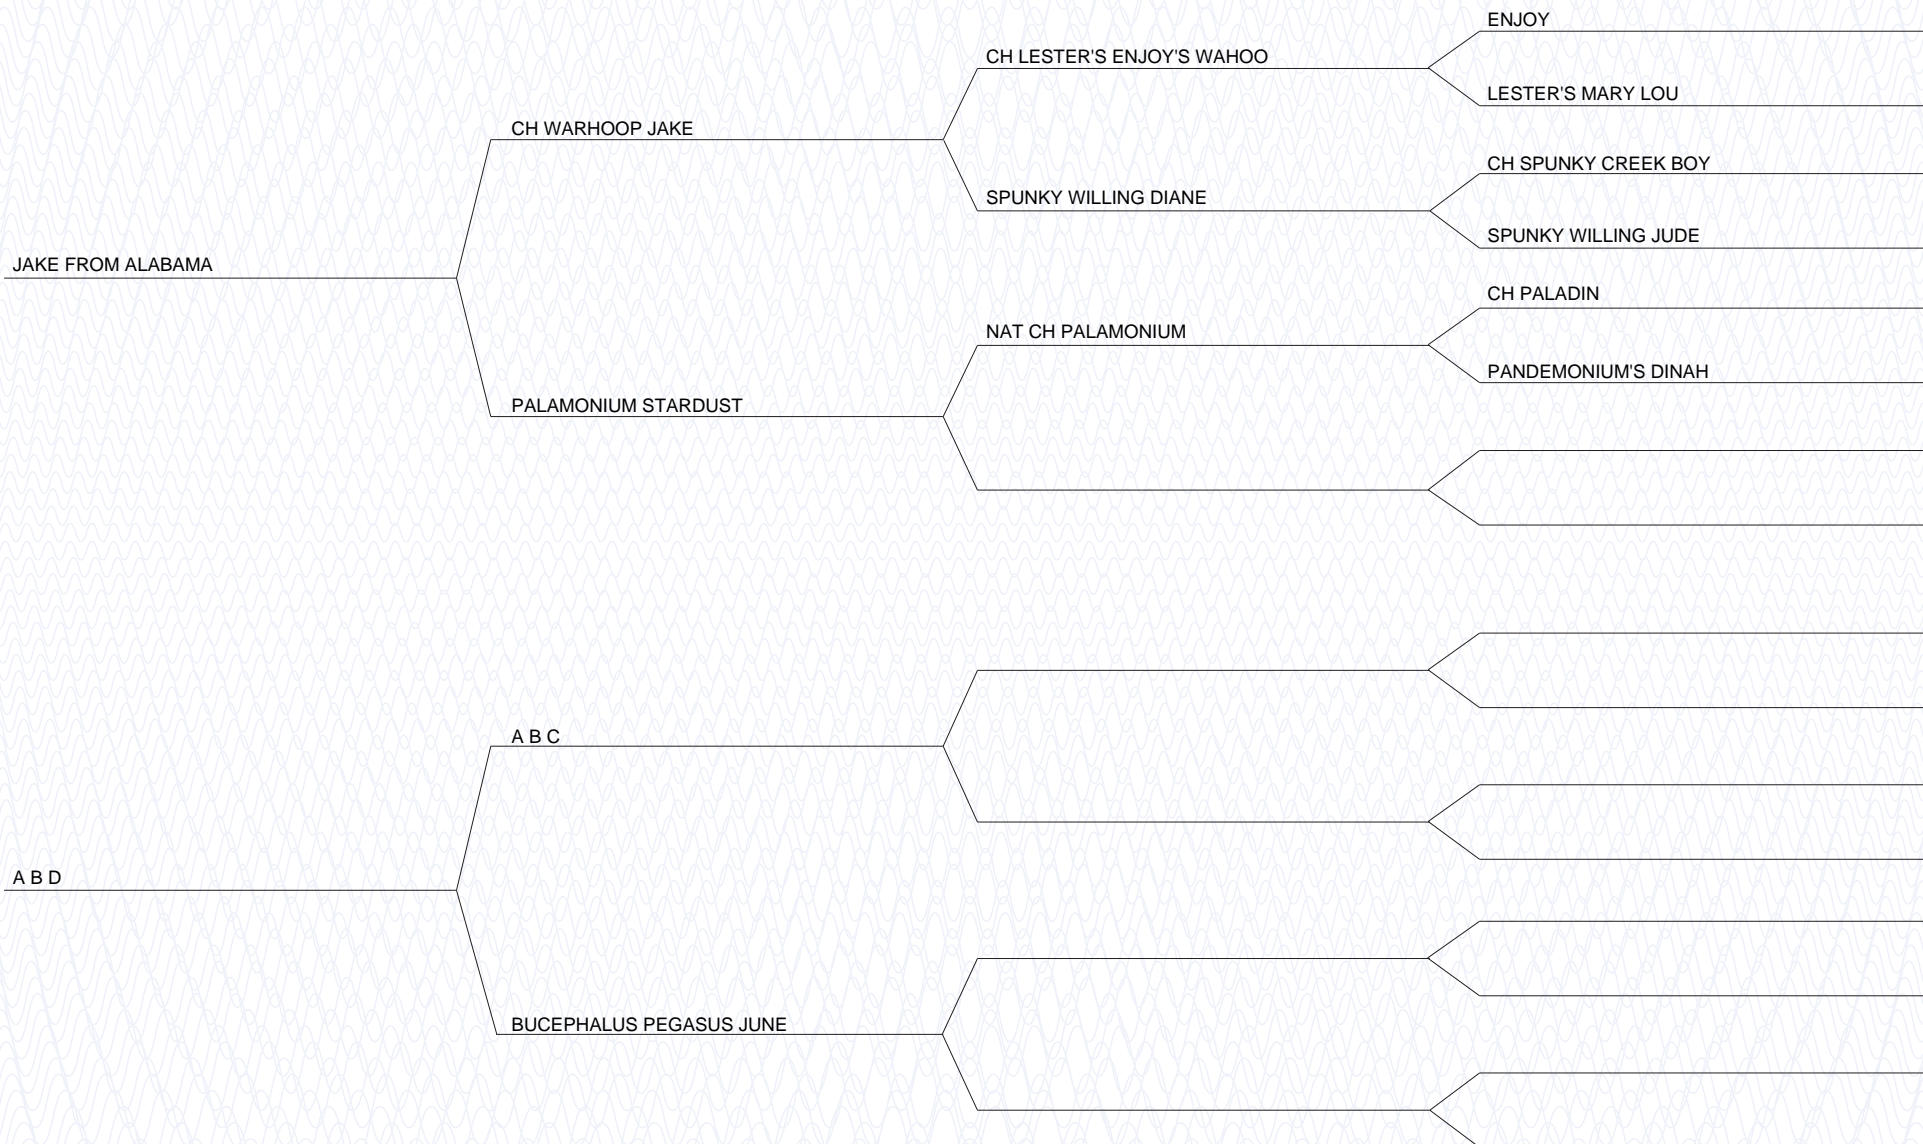 ENJOY
CH LESTER'S ENJOY'S WAHOO
LESTER'S MARY LOU
CH WARHOOP JAKE
CH SPUNKY CREEK BOY
SPUNKY WILLING DIANE
SPUNKY WILLING JUDE
JAKE FROM ALABAMA
CH PALADIN
NAT CH PALAMONIUM
PANDEMONIUM'S DINAH
PALAMONIUM STARDUST
A B C
A B D
BUCEPHALUS PEGASUS JUNE